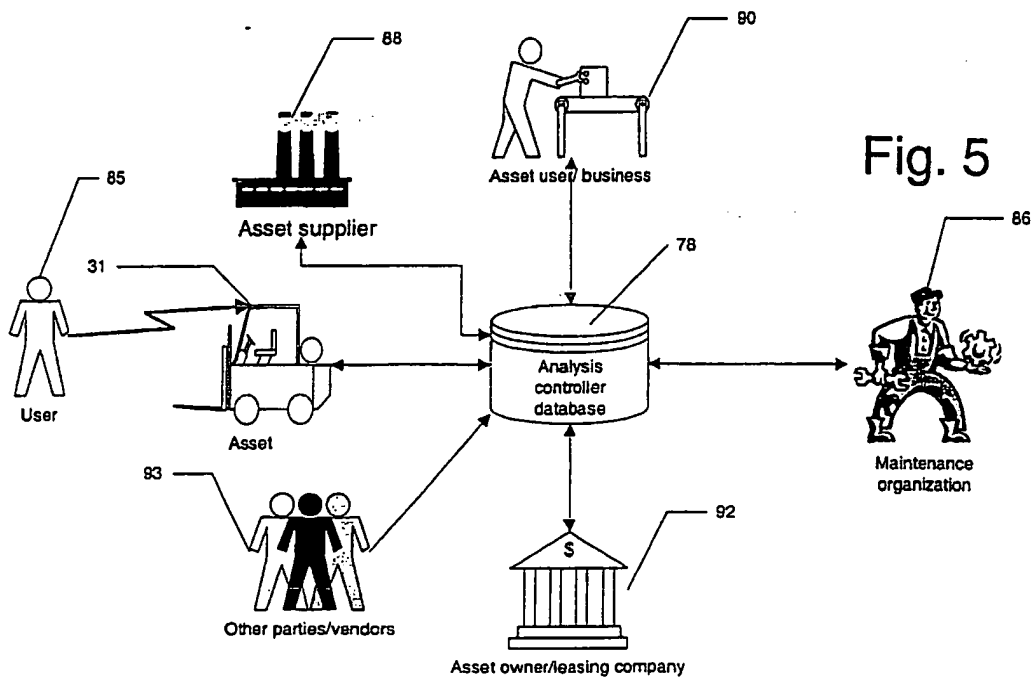 90
88
Fig. 5
85
Asset user/ business
86
Asset supplier
78
31
Analysis
controller
database
User
Asset
Maintenance
organization
93
92
$
Other parties/vendors
Asset owner/leasing company